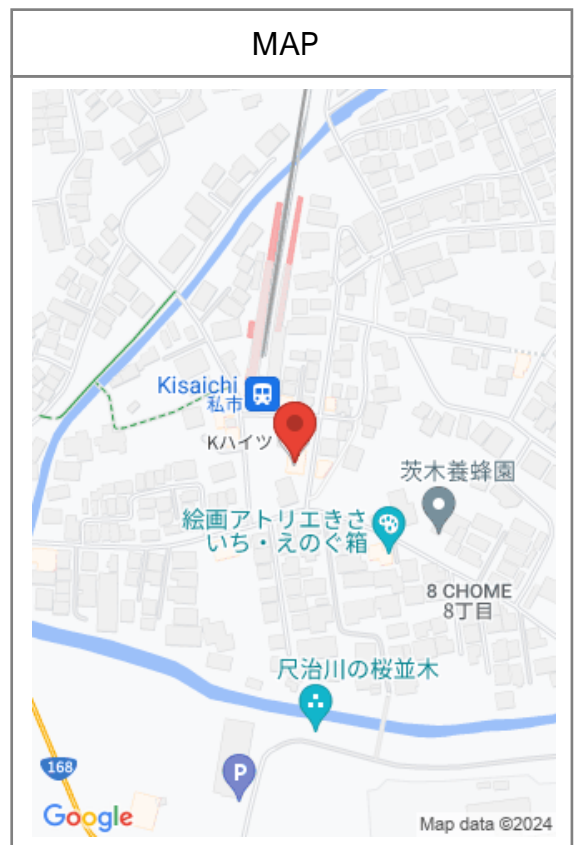 MAP
Kisaichi
私市
Kハイツ
茨木養蜂園
絵画アトリエきさ
いち・えのぐ箱
8 CHOME
8丁目
尺治川の桜並木
168
P
Google
Map data ©2024